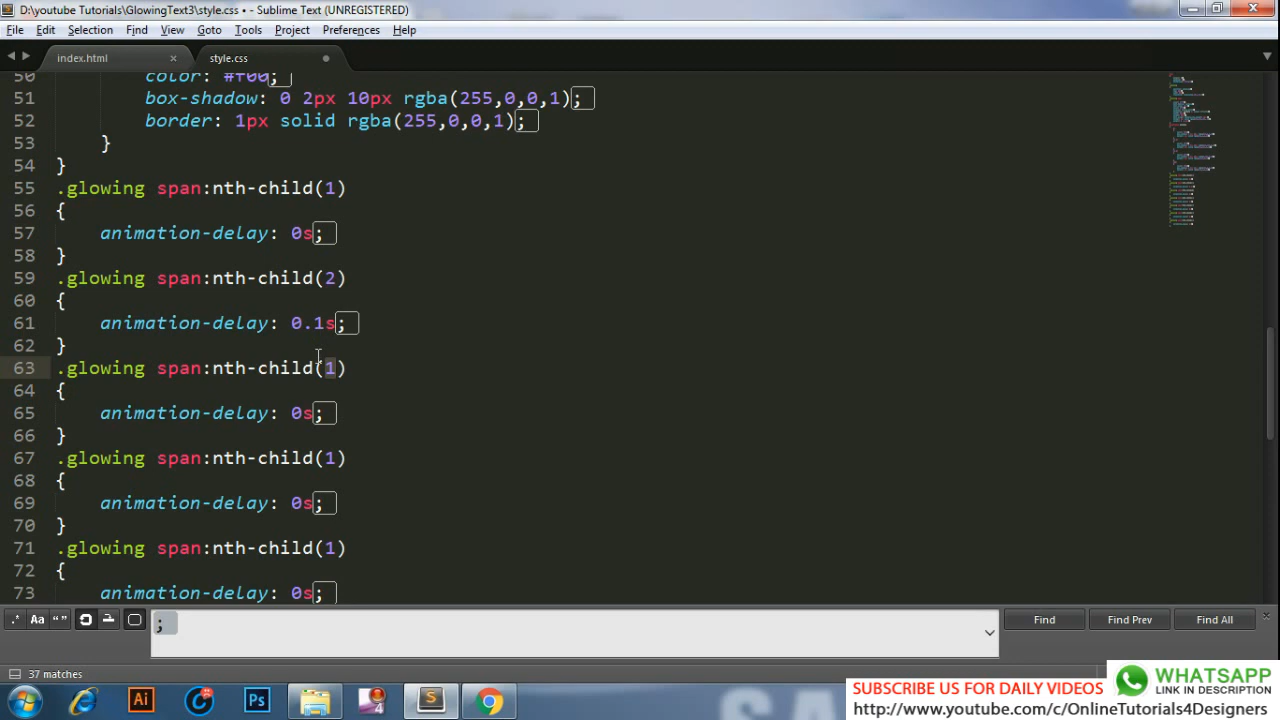 D:\youtube Tutorials\GlowingText3\style.css • - Sublime Text (UNREGISTERED)
File Edit Selection Find View Goto Tools Project Preferences Help
index.html × style.css
50 color: #f00;
51 box-shadow: 0 2px 10px rgba(255,0,0,1);
52 border: 1px solid rgba(255,0,0,1);
53 }
54 }
55 .glowing span:nth-child(1)
56 {
57 animation-delay: 0s;
58 }
59 .glowing span:nth-child(2)
60 {
61 animation-delay: 0.1s;
62 }
63 .glowing span:nth-child(1)
64 {
65 animation-delay: 0s;
66 }
67 .glowing span:nth-child(1)
68 {
69 animation-delay: 0s;
70 }
71 .glowing span:nth-child(1)
72 {
73 animation-delay: 0s;
.* Aa “ ” ; Find Find Prev Find All
37 matches
Ai Ps 4 S
WHATSAPP
LINK IN DESCRIPTION
SUBSCRIBE US FOR DAILY VIDEOS
http://www.youtube.com/c/OnlineTutorials4Designers